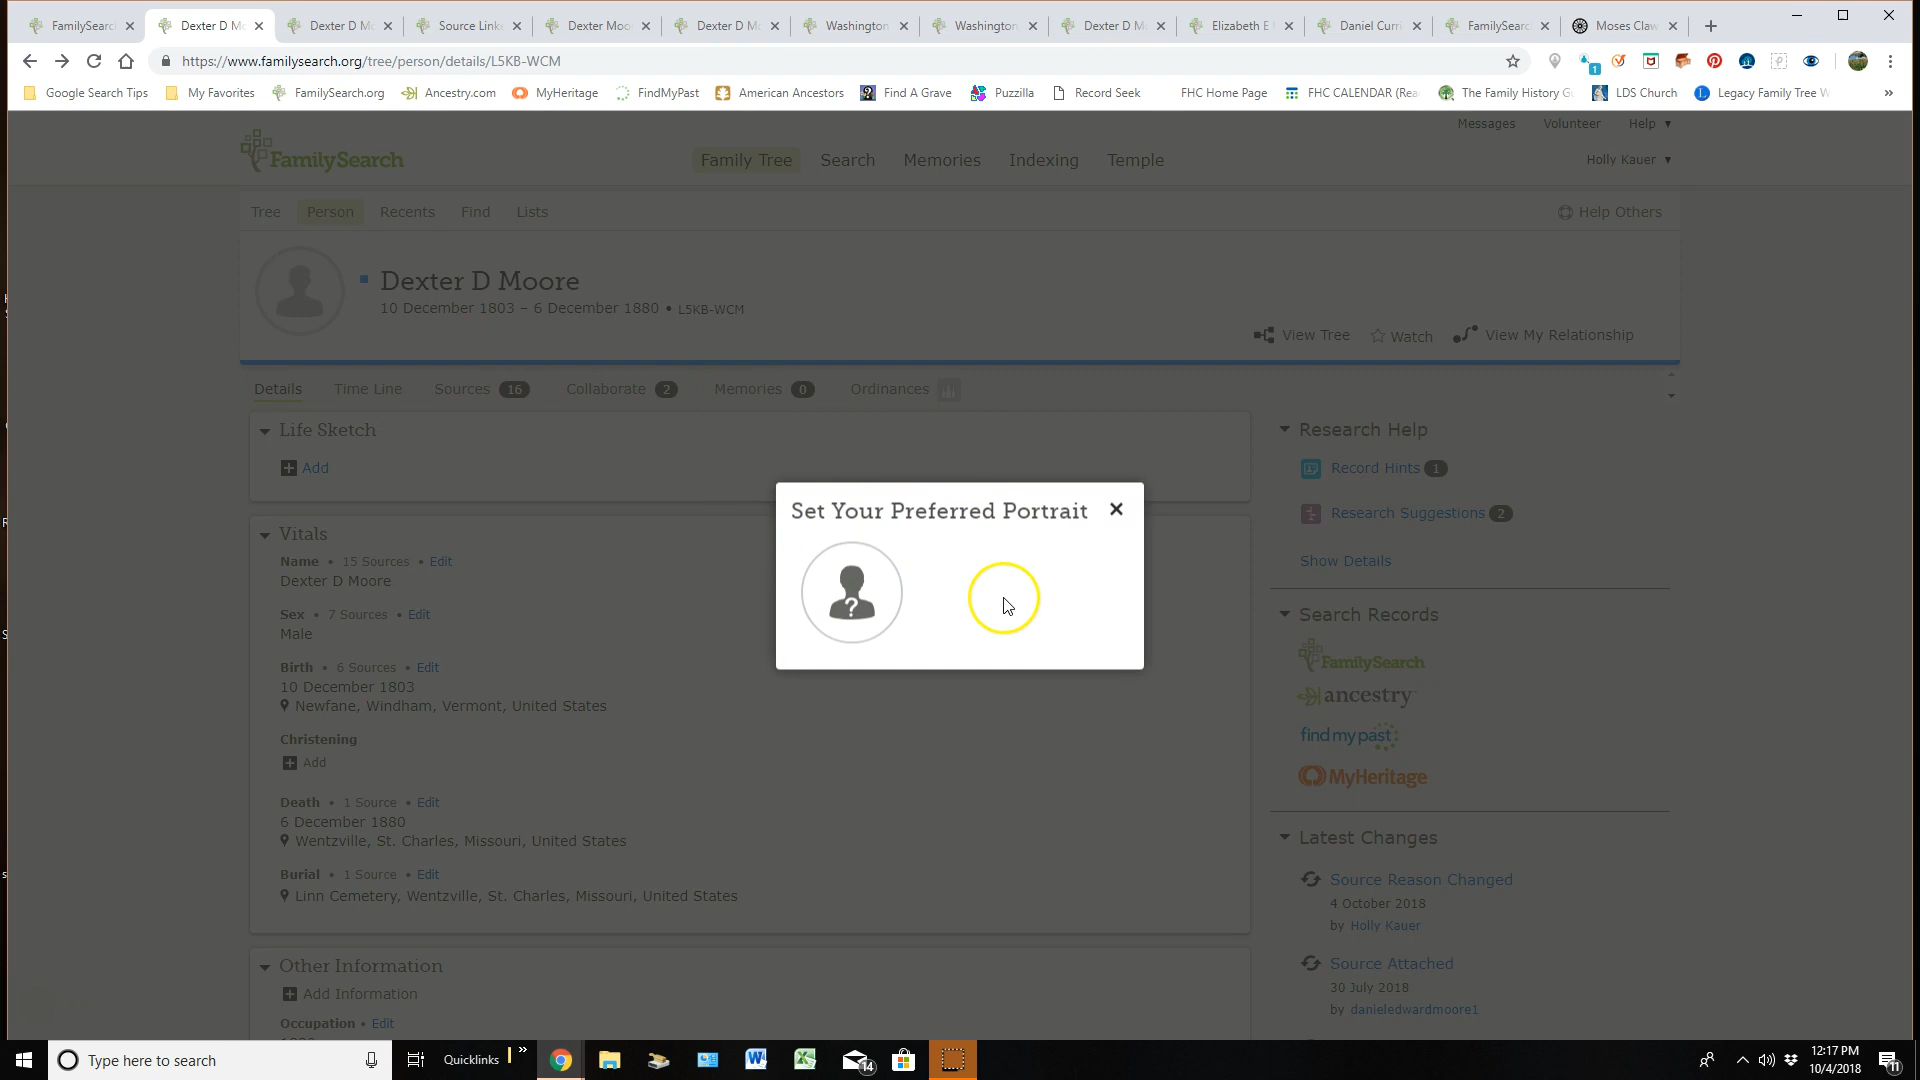 FamilySearch
Dexter D Mo
Dexter D Mo
Source Link
Dexter Moo
Dexter D Mo
Washington
Washington
Dexter D Mo
Elizabeth E
Daniel Curri
FamilySearch
Moses Claw
https://www.familysearch.org/tree/person/details/L5KB-WCM
1
Google Search Tips
My Favorites
FamilySearch.org
Ancestry.com
MyHeritage
FindMyPast
American Ancestors
Find A Grave
Puzzilla
Record Seek
FHC Home Page
FHC CALENDAR (Rea
The Family History Gu
LDS Church
Legacy Family Tree W
»
Messages
Volunteer
Help
FamilySearch
Family Tree
Search
Memories
Indexing
Temple
Holly Kauer
Tree
Person
Recents
Find
Lists
Help Others
Dexter D Moore
10 December 1803 – 6 December 1880 • L5KB-WCM
View Tree
Watch
View My Relationship
Details
Time Line
Sources 16
Collaborate 2
Memories 0
Ordinances
Life Sketch
Add
Set Your Preferred Portrait
?
Vitals
Name • 15 Sources • Edit
Dexter D Moore
Sex • 7 Sources • Edit
Male
Birth • 6 Sources • Edit
10 December 1803
Newfane, Windham, Vermont, United States
Christening
Add
Death • 1 Source • Edit
6 December 1880
Wentzville, St. Charles, Missouri, United States
Burial • 1 Source • Edit
Linn Cemetery, Wentzville, St. Charles, Missouri, United States
Other Information
Add Information
Occupation • Edit
Research Help
Record Hints 1
Research Suggestions 2
Show Details
Search Records
FamilySearch
ancestry
findmypast
MyHeritage
Latest Changes
Source Reason Changed
4 October 2018
by Holly Kauer
Source Attached
30 July 2018
by danieledwardmoore1
Type here to search
Quicklinks
»
14
12:17 PM
10/4/2018
11